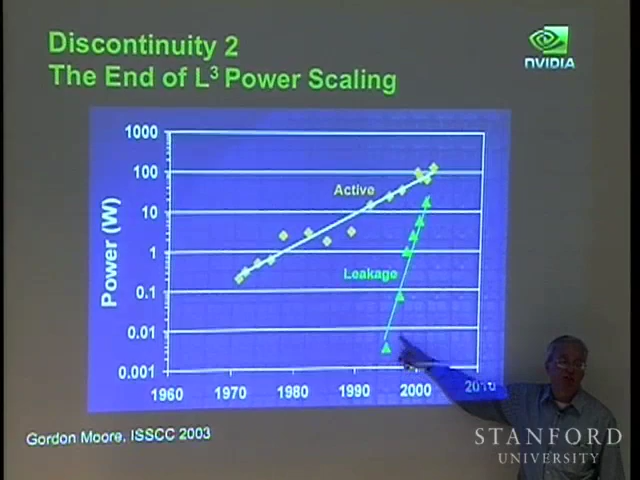 Discontinuity 2
The End of L³ Power Scaling
NVIDIA
1000
100
10
1
0.1
0.01
0.001
Power (W)
Active
Leakage
1960 1970 1980 1990 2000 2010
Gordon Moore, ISSCC 2003
STANFORD
UNIVERSITY